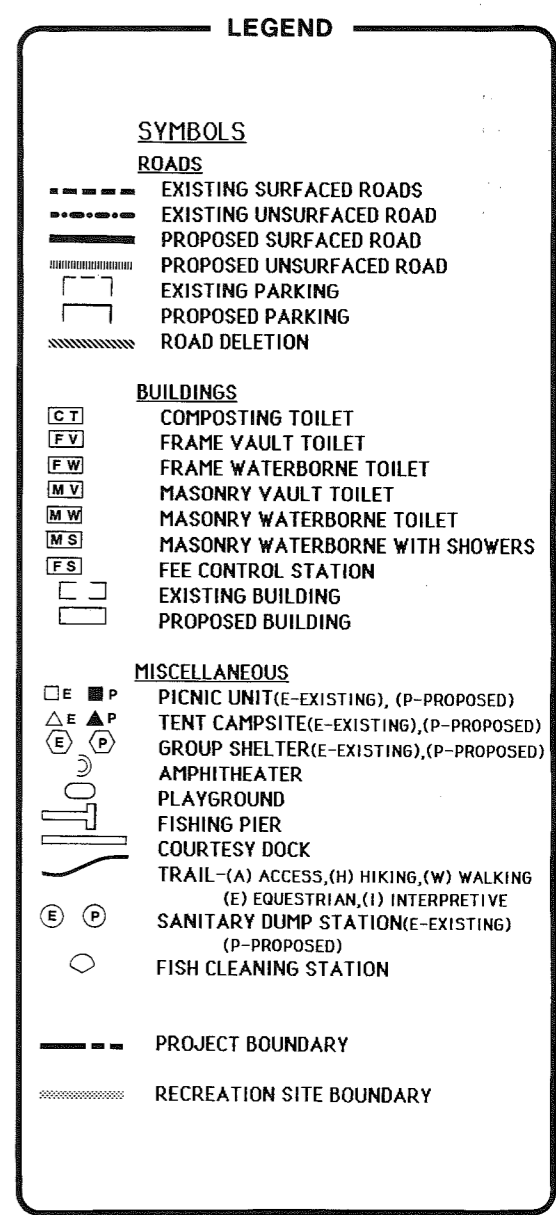 LEGEND
SYMBOLS
ROADS
EXISTING SURFACED ROADS
EXISTING UNSURFACED ROAD
PROPOSED SURFACED ROAD
PROPOSED UNSURFACED ROAD
EXISTING PARKING
PROPOSED PARKING
ROAD DELETION
BUILDINGS
CT COMPOSTING TOILET
FV FRAME VAULT TOILET
FW FRAME WATERBORNE TOILET
MV MASONRY VAULT TOILET
MW MASONRY WATERBORNE TOILET
MS MASONRY WATERBORNE WITH SHOWERS
FS FEE CONTROL STATION
EXISTING BUILDING
PROPOSED BUILDING
MISCELLANEOUS
E P PICNIC UNIT(E-EXISTING), (P-PROPOSED)
E P TENT CAMPSITE(E-EXISTING),(P-PROPOSED)
E P GROUP SHELTER(E-EXISTING),(P-PROPOSED)
AMPHITHEATER
PLAYGROUND
FISHING PIER
COURTESY DOCK
TRAIL-(A) ACCESS,(H) HIKING,(W) WALKING
(E) EQUESTRIAN,(I) INTERPRETIVE
E P SANITARY DUMP STATION(E-EXISTING)
(P-PROPOSED)
FISH CLEANING STATION
PROJECT BOUNDARY
RECREATION SITE BOUNDARY